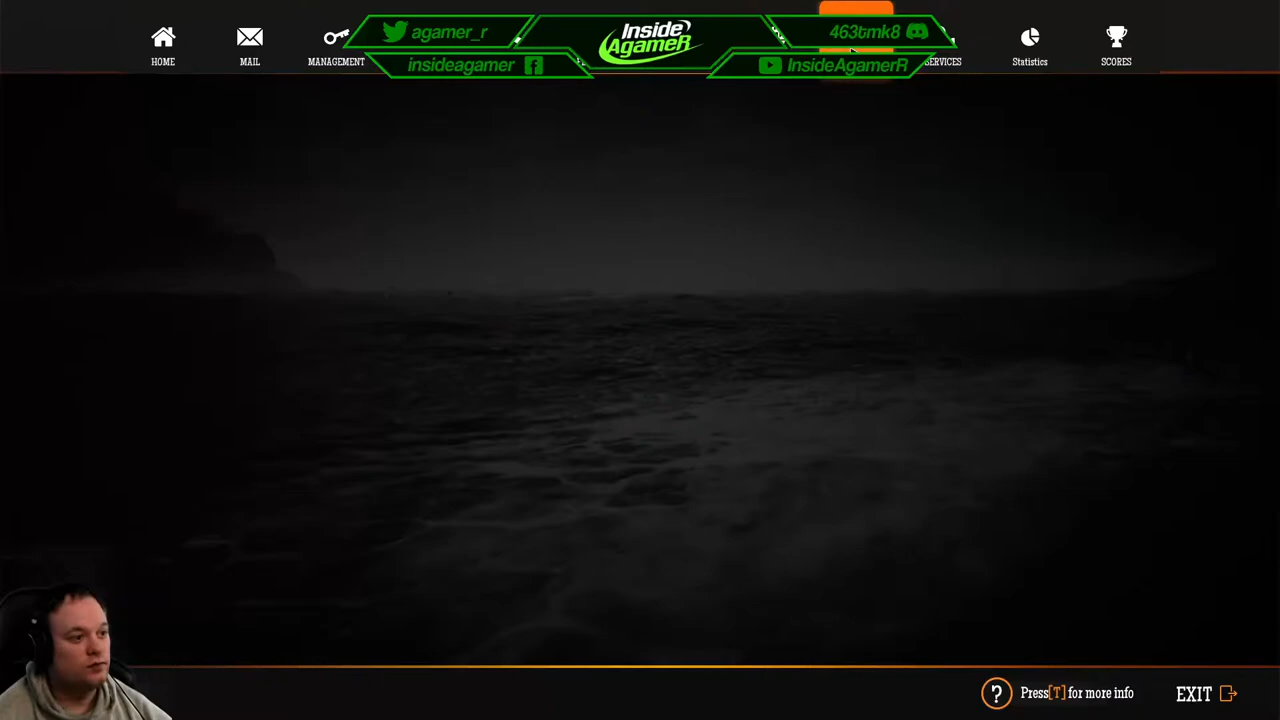 HOME
MAIL
MANAGEMENT
agamer_r
insideagamer
Inside
AgameR
463tmk8
InsideAgamerR
SERVICES
Statistics
SCORES
? Press[T] for more info
EXIT